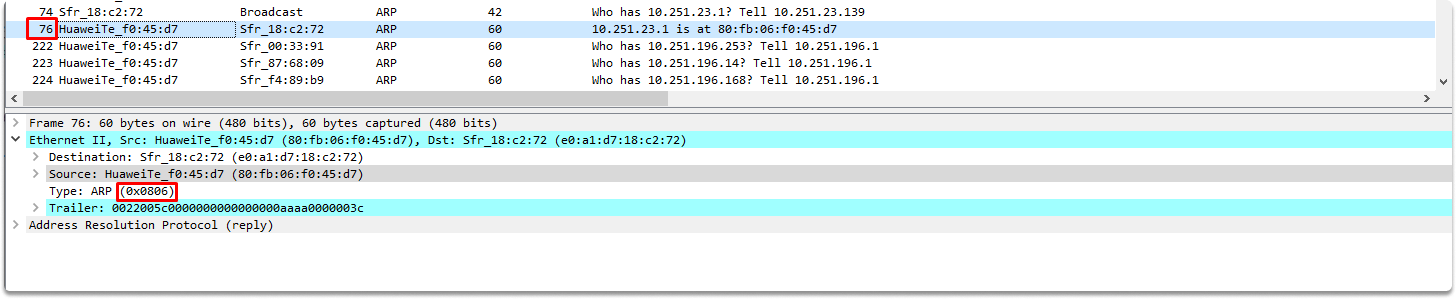 74 Sfr_18:c2:72 Broadcast ARP 42 Who has 10.251.23.1? Tell 10.251.23.139
76 HuaweiTe_f0:45:d7 Sfr_18:c2:72 ARP 60 10.251.23.1 is at 80:fb:06:f0:45:d7
222 HuaweiTe_f0:45:d7 Sfr_00:33:91 ARP 60 Who has 10.251.196.253? Tell 10.251.196.1
223 HuaweiTe_f0:45:d7 Sfr_87:68:09 ARP 60 Who has 10.251.196.14? Tell 10.251.196.1
224 HuaweiTe_f0:45:d7 Sfr_f4:89:b9 ARP 60 Who has 10.251.196.168? Tell 10.251.196.1
Frame 76: 60 bytes on wire (480 bits), 60 bytes captured (480 bits)
Ethernet II, Src: HuaweiTe_f0:45:d7 (80:fb:06:f0:45:d7), Dst: Sfr_18:c2:72 (e0:a1:d7:18:c2:72)
Destination: Sfr_18:c2:72 (e0:a1:d7:18:c2:72)
Source: HuaweiTe_f0:45:d7 (80:fb:06:f0:45:d7)
Type: ARP (0x0806)
Trailer: 0022005c0000000000000000aaaa0000003c
Address Resolution Protocol (reply)